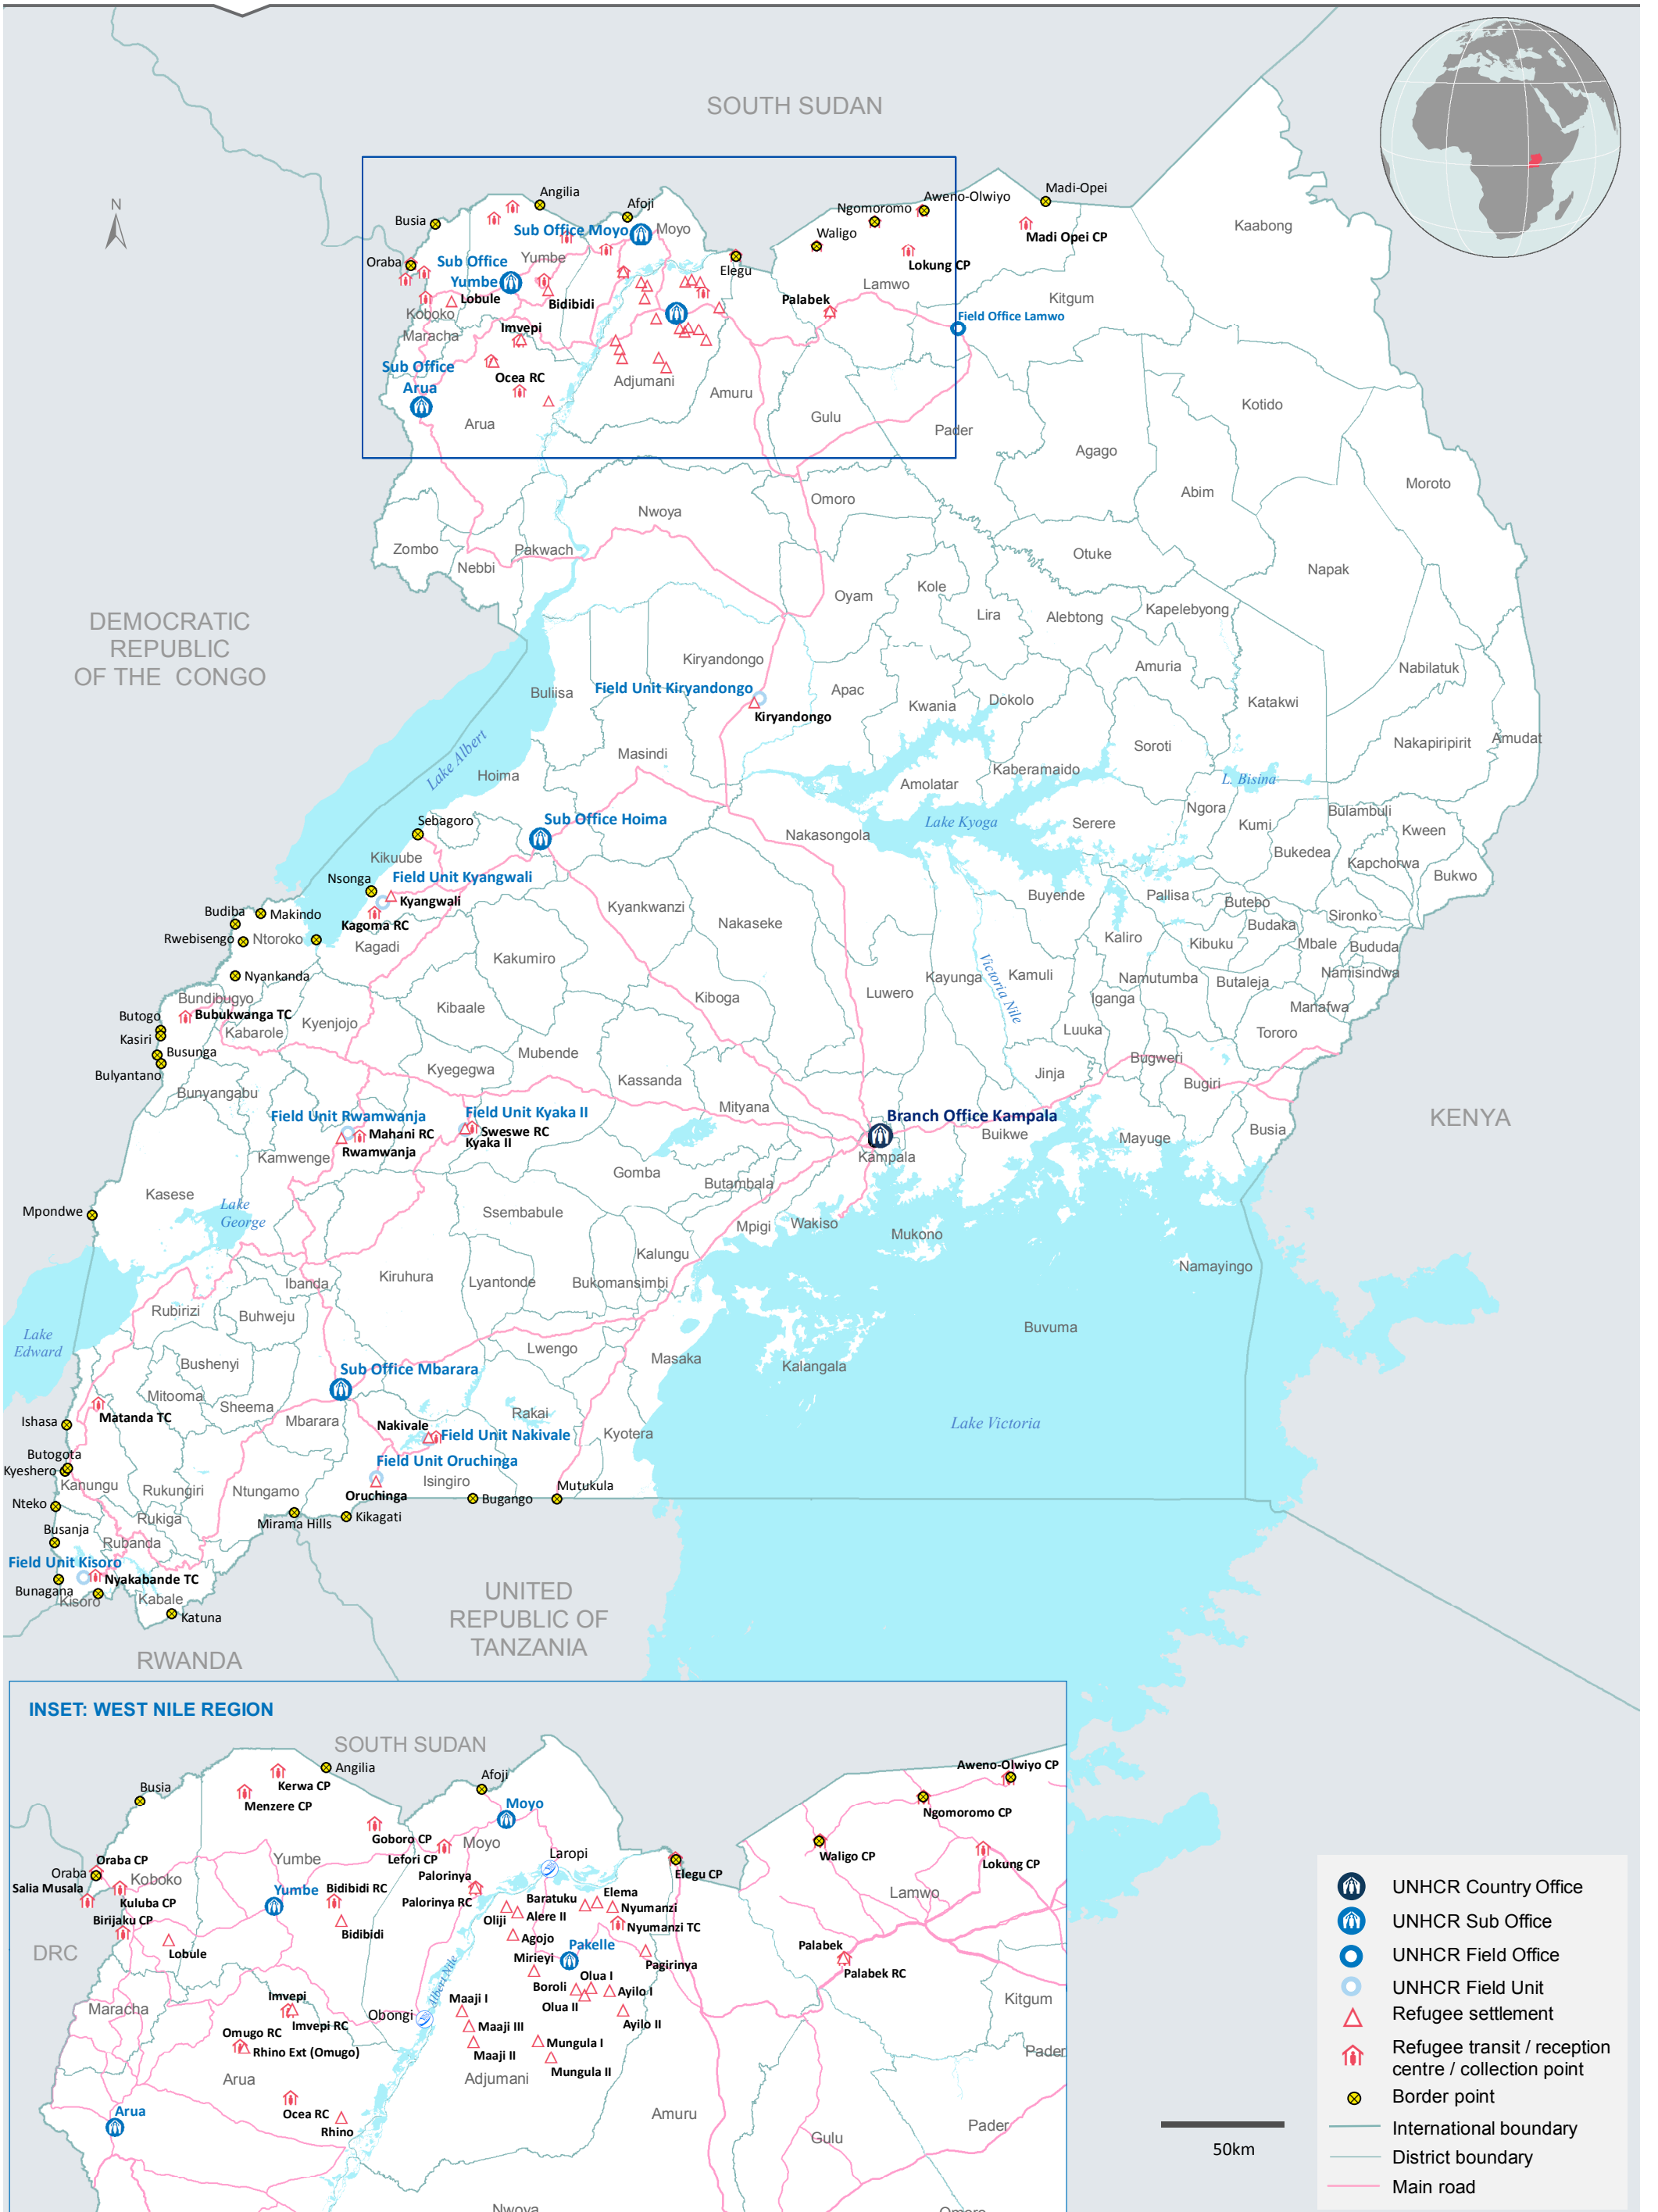 SOUTH SUDAN
N
Angilia
Busia
Afoji
Madi-Opei
Aweno-Olwiyo
Ngomoromo
Kaabong
Sub Office Moyo
Moyo
Waligo
Madi Opei CP
Lokung CP
Oraba
Sub Office
Yumbe
Yumbe
Elegu
Lamwo
Kitgum
Lobule
Bidibidi
Palabek
Koboko
Field Office Lamwo
Maracha
Imvepi
Sub Office
Arua
Ocea RC
Adjumani
Amuru
Arua
Gulu
Pader
Kotido
Agago
Abim
Moroto
Omoro
Nwoya
Zombo
Pakwach
Nebbi
Otuke
Napak
Kole
Oyam
Lira
Alebtong
Kapelebyong
DEMOCRATIC
REPUBLIC
OF THE CONGO
Kiryandongo
Amuria
Nabilatuk
Buliisa
Field Unit Kiryandongo
Kiryandongo
Apac
Kwania
Dokolo
Katakwi
Lake Albert
Masindi
Soroti
Nakapiripirit
Amudat
Hoima
Kaberamaido
Amolatar
L. Bisina
Sebagoro
Sub Office Hoima
Nakasongola
Lake Kyoga
Serere
Ngora
Kumi
Bulambuli
Kween
Kikuube
Bukedea
Kapchorwa
Bukwo
Nsonga
Field Unit Kyangwali
Kyangwali
Kagoma RC
Kyankwanzi
Nakaseke
Buyende
Pallisa
Butebo
Sironko
Budiba
Makindo
Rwebisengo
Ntoroko
Kagadi
Kaliro
Kibuku
Budaka
Mbale
Bududa
Nyankanda
Kakumiro
Kayunga
Kamuli
Namutumba
Butaleja
Namisindwa
Victoria Nile
Bundibugyo
Bubukwanga TC
Butogo
Kasiri
Kabarole
Kyenjojo
Kibaale
Kiboga
Luwero
Iganga
Manafwa
Luuka
Tororo
Busunga
Bulyantano
Mubende
Bugweri
Kyegegwa
Kassanda
Jinja
Bugiri
Bunyangabu
Mityana
Field Unit Rwamwanja
Field Unit Kyaka II
Mahani RC
Rwamwanja
Sweswe RC
Kyaka II
Branch Office Kampala
Kampala
Buikwe
Mayuge
Busia
KENYA
Kamwenge
Gomba
Butambala
Kasese
Lake
George
Mpondwe
Ssembabule
Mpigi
Wakiso
Mukono
Kalungu
Namayingo
Ibanda
Kiruhura
Lyantonde
Bukomansimbi
Rubirizi
Buhweju
Lake
Edward
Buvuma
Lwengo
Masaka
Bushenyi
Kalangala
Sub Office Mbarara
Mitooma
Sheema
Mbarara
Matanda TC
Ishasa
Nakivale
Field Unit Nakivale
Rakai
Kyotera
Lake Victoria
Butogota
Kyeshero
Field Unit Oruchinga
Oruchinga
Isingiro
Kanungu
Rukungiri
Ntungamo
Nteko
Bugango
Mutukula
Rukiga
Mirama Hills
Kikagati
Busanja
Rubanda
Field Unit Kisoro
Nyakabande TC
Bunagana
Kisoro
Kabale
Katuna
UNITED
REPUBLIC OF
TANZANIA
RWANDA
INSET: WEST NILE REGION
SOUTH SUDAN
Angilia
Kerwa CP
Busia
Menzere CP
Afoji
Moyo
Aweno-Olwiyo CP
Ngomoromo CP
Goboro CP
Lefori CP
Moyo
Laropi
Waligo CP
Lokung CP
Elegu CP
Oraba CP
Oraba
Koboko
Yumbe
Salia Musala
Kuluba CP
Yumbe
Bidibidi RC
Palorinya
Palorinya RC
Baratuku
Elema
Nyumanzi
Lamwo
Birijaku CP
Bidibidi
Oliji
Alere II
Nyumanzi TC
DRC
Lobule
Agojo
Pakelle
Mirieyi
Pagirinya
Palabek
Palabek RC
Albert Nile
Olua I
Boroli
Ayilo I
Olua II
Ayilo II
Maracha
Imvepi
Imvepi RC
Obongi
Maaji I
Kitgum
Omugo RC
Rhino Ext (Omugo)
Maaji III
Maaji II
Mungula I
Mungula II
Pader
Arua
Adjumani
Ocea RC
Rhino
Arua
Amuru
Gulu
Pader
Nwoya
Omoro
50km
UNHCR Country Office
UNHCR Sub Office
UNHCR Field Office
UNHCR Field Unit
Refugee settlement
Refugee transit / reception
centre / collection point
Border point
International boundary
District boundary
Main road